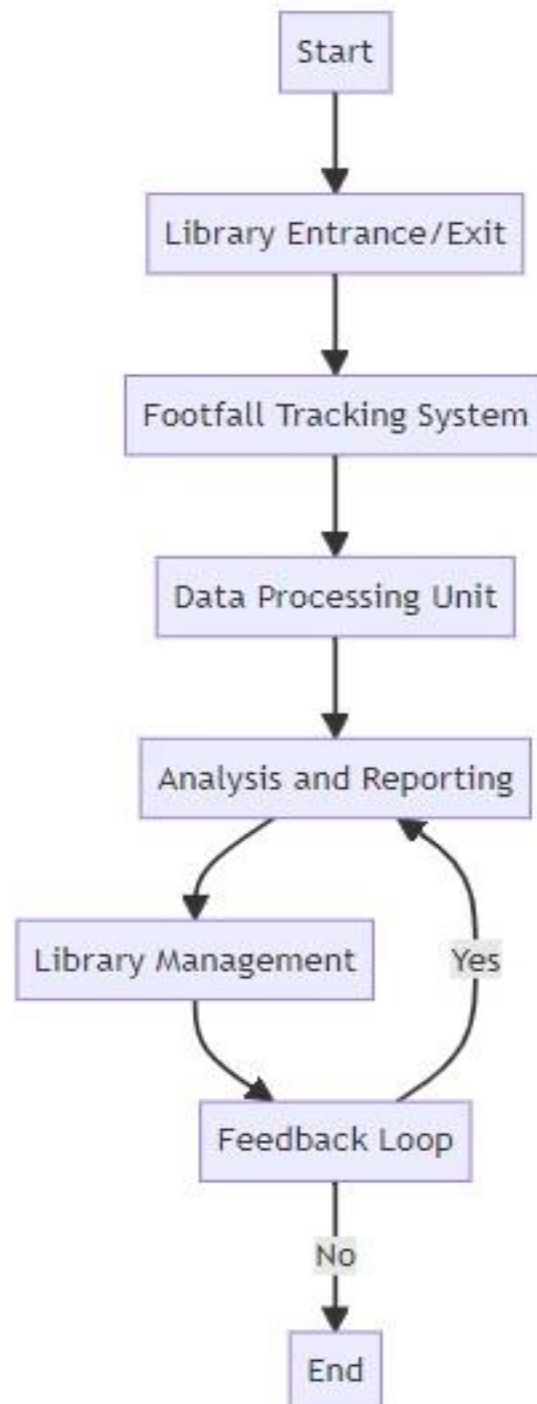 Start
Library Entrance/Exit
Footfall Tracking System
Data Processing Unit
Analysis and Reporting
Library Management
Yes
Feedback Loop
No
End